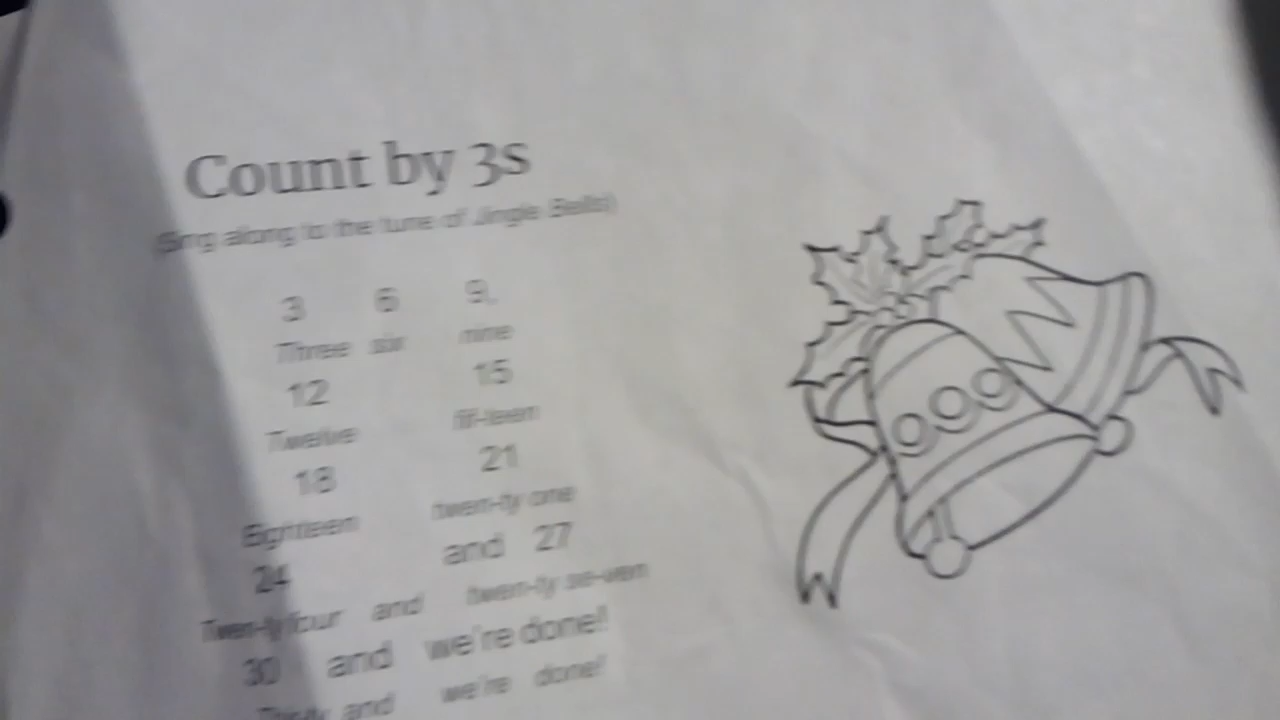 Count by 3s
(Sing along to the tune of Jingle Bells)
3 6 9,
Three six nine
12 15
Twelve fif-teen
18 21
Eighteen twen-ty one
24 and 27
Twen-ty four and twen-ty se-ven
30 and we're done!
Thirty and we're done!